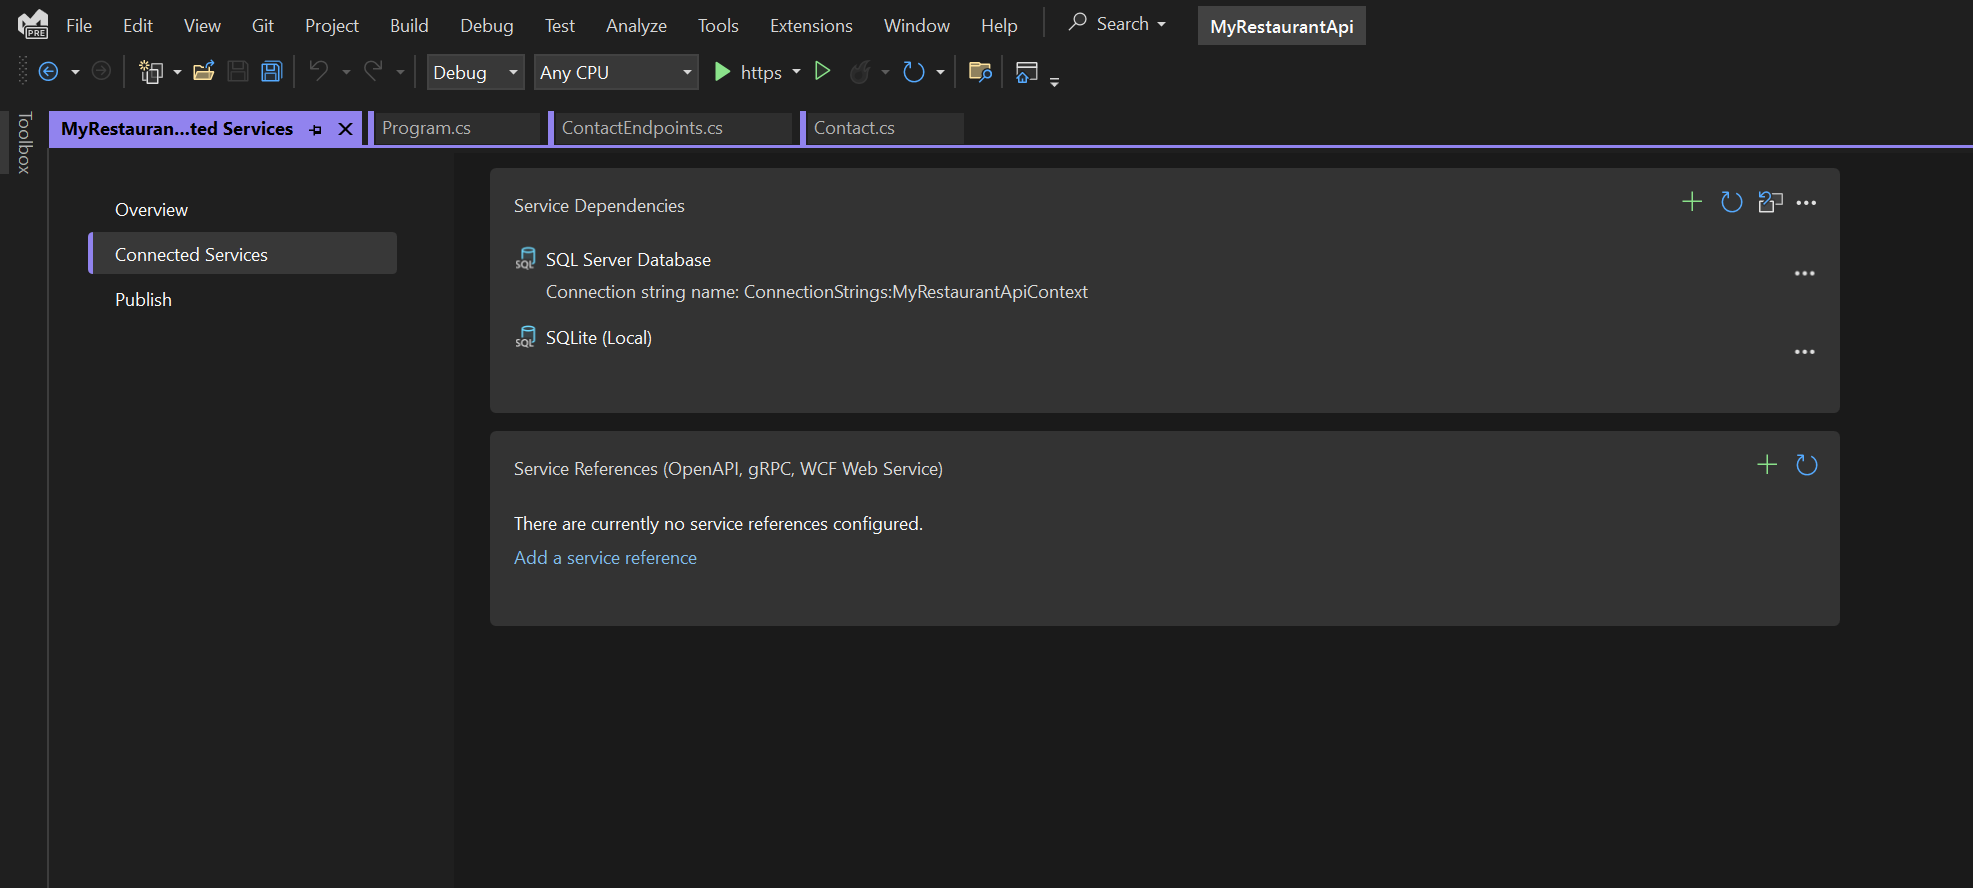 PRE File Edit View Git Project Build Debug Test Analyze Tools Extensions Window Help Search MyRestaurantApi
Debug Any CPU https
Toolbox
MyRestauran...ted Services Program.cs ContactEndpoints.cs Contact.cs
Overview
Connected Services
Publish
Service Dependencies
SQL SQL Server Database
Connection string name: ConnectionStrings:MyRestaurantApiContext
SQL SQLite (Local)
Service References (OpenAPI, gRPC, WCF Web Service)
There are currently no service references configured.
Add a service reference